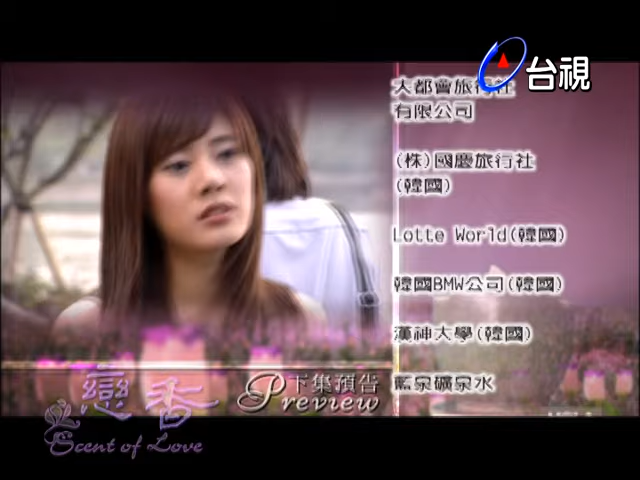 台視
大都會旅行社
有限公司
(株)國慶旅行社
(韓國)
Lotte World(韓國)
韓國BMW公司(韓國)
漢神大學(韓國)
藍泉礦泉水
下集預告
Preview
戀香
Scent of Love